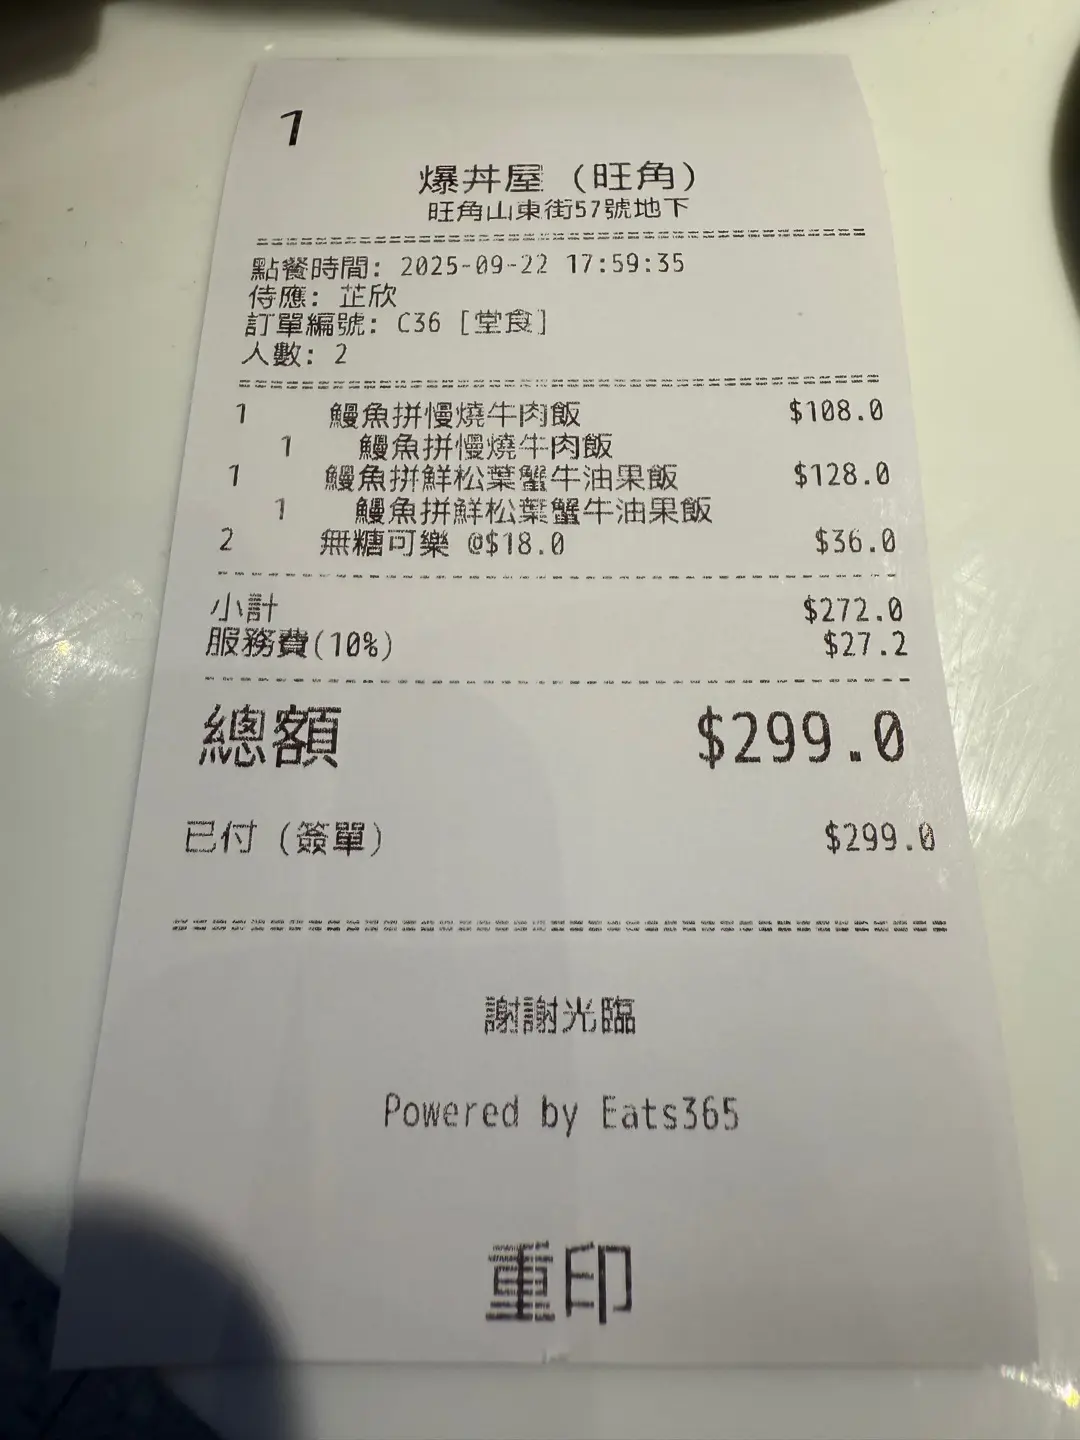 1
爆丼屋 (旺角)
旺角山東街57號地下
點餐時間: 2025-09-22 17:59:35
侍應: 芷欣
訂單編號: C36 [堂食]
人數: 2
1 鰻魚拼慢燒牛肉飯 $108.0
1 鰻魚拼慢燒牛肉飯
1 鰻魚拼鮮松葉蟹牛油果飯 $128.0
1 鰻魚拼鮮松葉蟹牛油果飯
2 無糖可樂 @$18.0 $36.0
小計 $272.0
服務費(10%) $27.2
總額 $299.0
已付 (簽單) $299.0
謝謝光臨
Powered by Eats365
重印